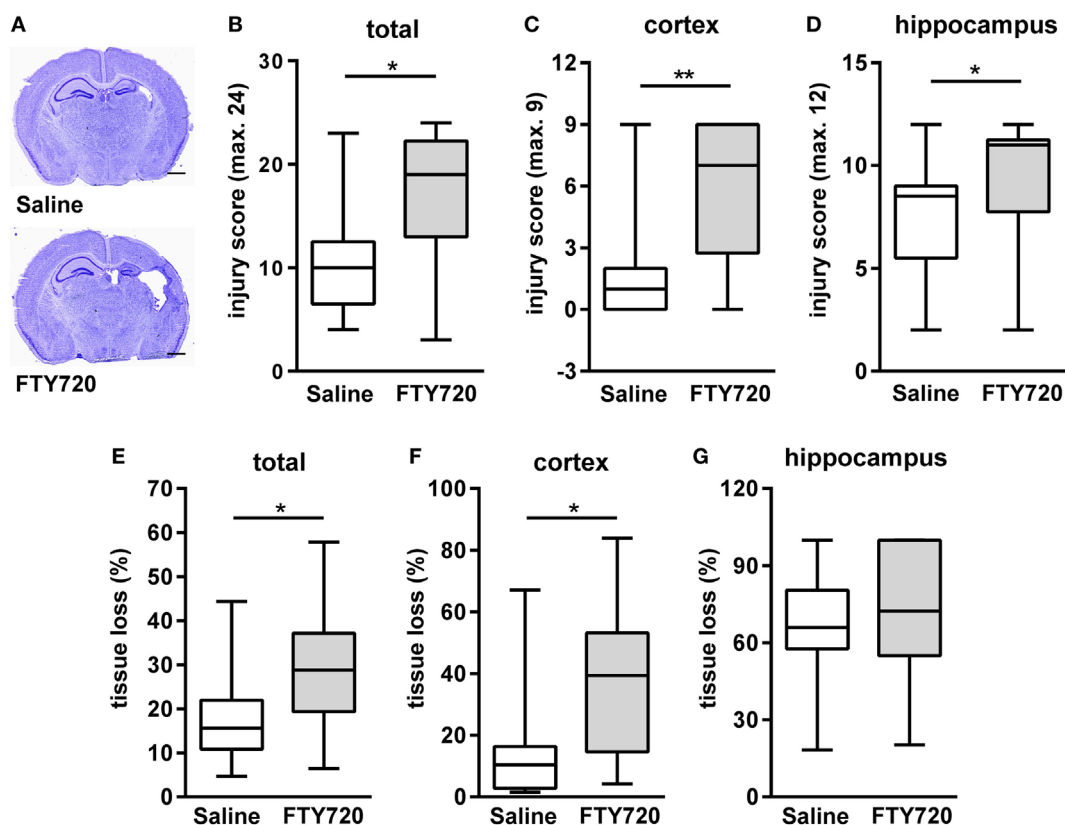 A
Saline
FTY720
B
total
injury score (max. 24)
30
20
10
0
*
Saline FTY720
C
cortex
injury score (max. 9)
12
9
6
3
0
-3
**
Saline FTY720
D
hippocampus
injury score (max. 12)
15
10
5
0
*
Saline FTY720
E
total
tissue loss (%)
70
60
50
40
30
20
10
0
*
Saline FTY720
F
cortex
tissue loss (%)
100
80
60
40
20
0
*
Saline FTY720
G
hippocampus
tissue loss (%)
120
90
60
30
0
Saline FTY720